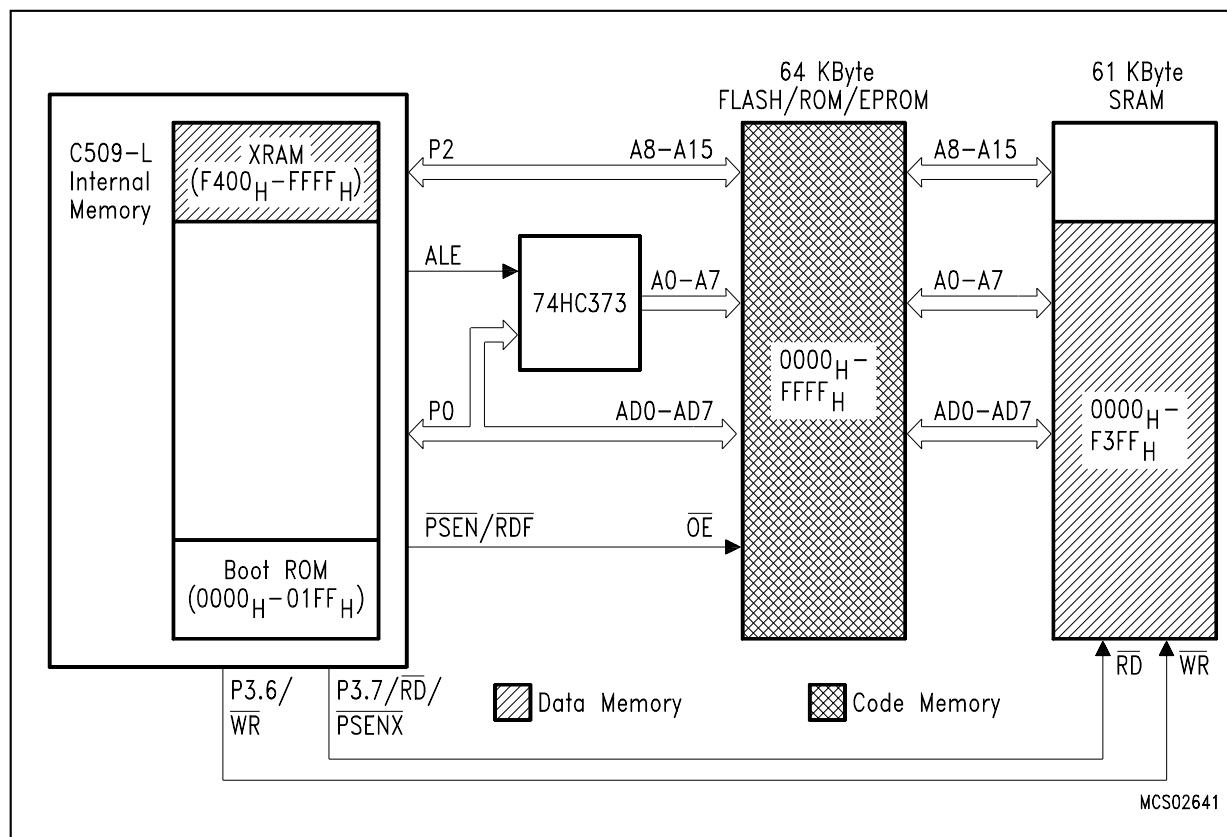 64 KByte
FLASH/ROM/EPROM
61 KByte
SRAM
C509-L
Internal
Memory
XRAM
(F400H-FFFFH)
P2
A8-A15
A8-A15
ALE
74HC373
A0-A7
A0-A7
0000H-
FFFFH
P0
AD0-AD7
AD0-AD7
0000H-
F3FFH
PSEN/RDF
OE
Boot ROM
(0000H-01FFH)
RD
WR
P3.6/
WR
P3.7/RD/
PSENX
Data Memory
Code Memory
MCS02641